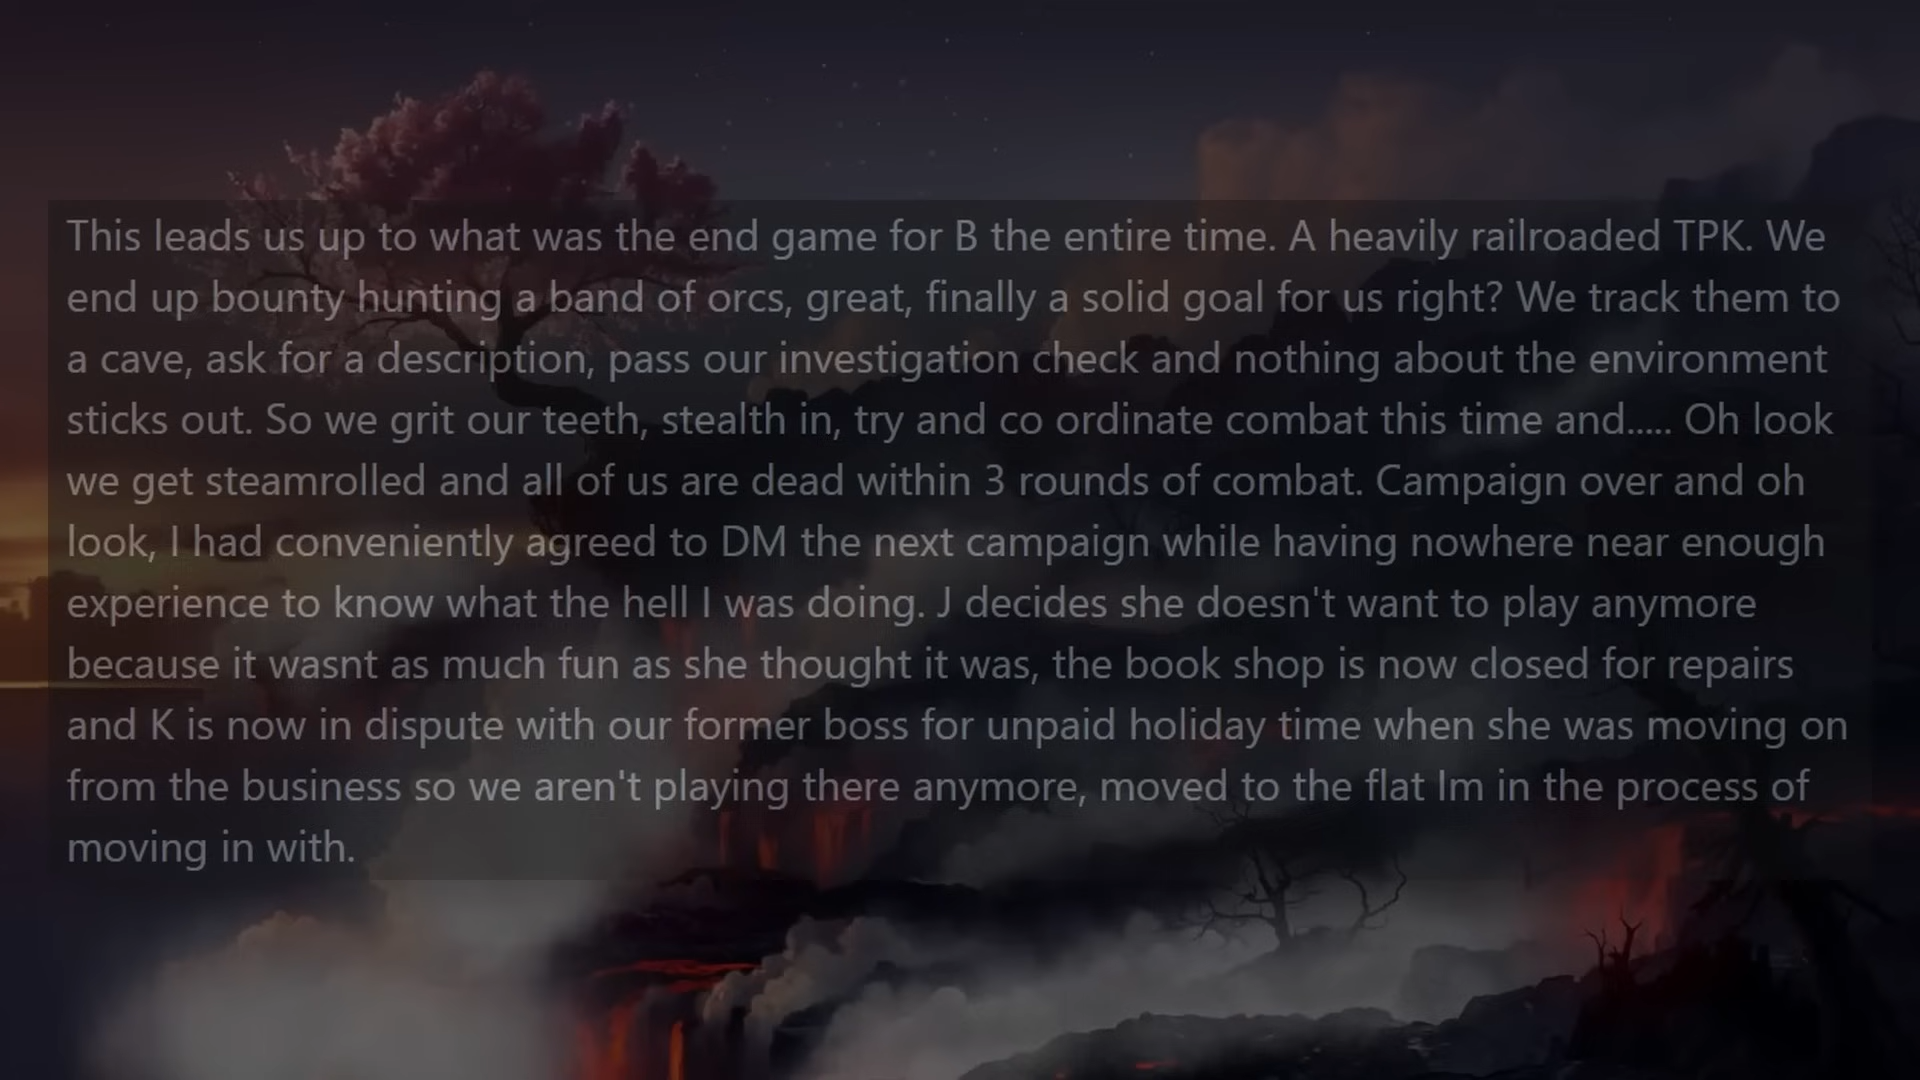 This leads us up to what was the end game for B the entire time. A heavily railroaded TPK. We
end up bounty hunting a band of orcs, great, finally a solid goal for us right? We track them to
a cave, ask for a description, pass our investigation check and nothing about the environment
sticks out. So we grit our teeth, stealth in, try and co ordinate combat this time and..... Oh look
we get steamrolled and all of us are dead within 3 rounds of combat. Campaign over and oh
look, I had conveniently agreed to DM the next campaign while having nowhere near enough
experience to know what the hell I was doing. J decides she doesn't want to play anymore
because it wasnt as much fun as she thought it was, the book shop is now closed for repairs
and K is now in dispute with our former boss for unpaid holiday time when she was moving on
from the business so we aren't playing there anymore, moved to the flat Im in the process of
moving in with.